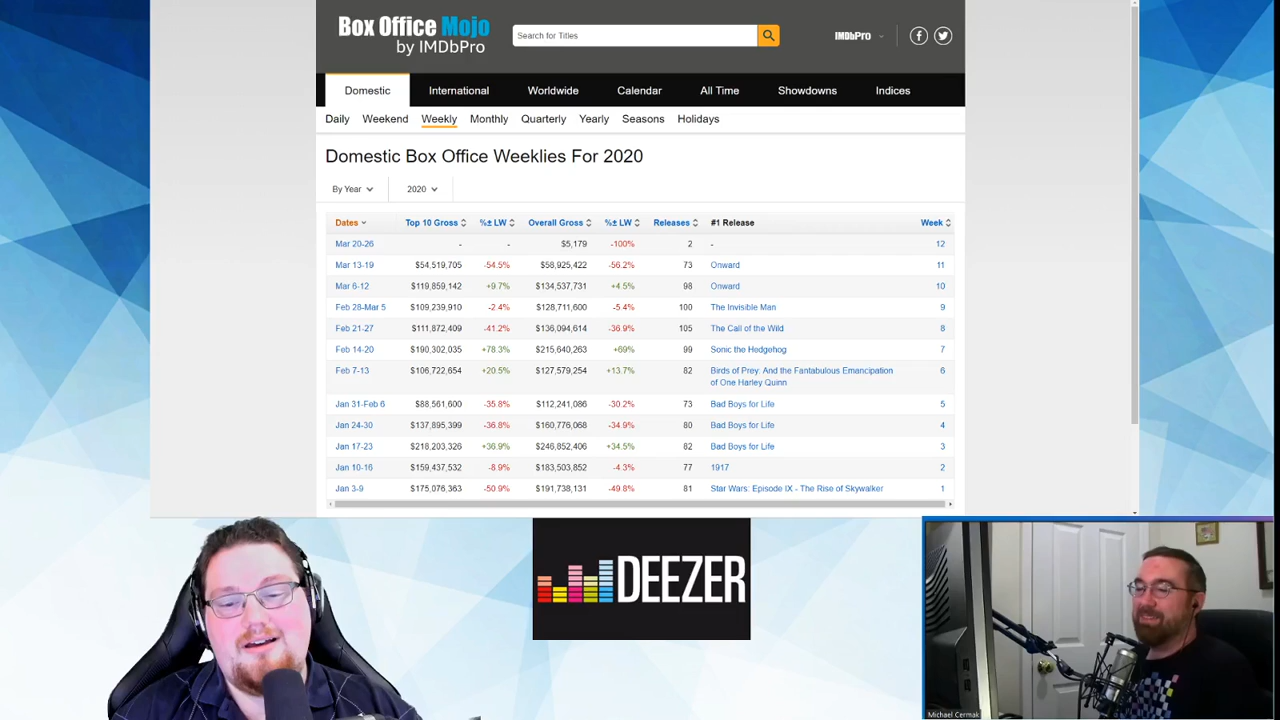 Box Office Mojo
by IMDbPro
Search for Titles
IMDbPro
Domestic International Worldwide Calendar All Time Showdowns Indices
Daily Weekend Weekly Monthly Quarterly Yearly Seasons Holidays
Domestic Box Office Weeklies For 2020
By Year 2020
Dates Top 10 Gross %± LW Overall Gross %± LW Releases #1 Release Week
Mar 20-26 - - $5,179 -100% 2 - 12
Mar 13-19 $54,519,705 -54.5% $58,925,422 -56.2% 73 Onward 11
Mar 6-12 $119,859,142 +9.7% $134,537,731 +4.5% 98 Onward 10
Feb 28-Mar 5 $109,239,910 -2.4% $128,711,600 -5.4% 100 The Invisible Man 9
Feb 21-27 $111,872,409 -41.2% $136,094,614 -36.9% 105 The Call of the Wild 8
Feb 14-20 $190,302,035 +78.3% $215,640,263 +69% 99 Sonic the Hedgehog 7
Feb 7-13 $106,722,654 +20.5% $127,579,254 +13.7% 82 Birds of Prey: And the Fantabulous Emancipation 6
of One Harley Quinn
Jan 31-Feb 6 $88,561,600 -35.8% $112,241,086 -30.2% 73 Bad Boys for Life 5
Jan 24-30 $137,895,399 -36.8% $160,776,068 -34.9% 80 Bad Boys for Life 4
Jan 17-23 $218,203,326 +36.9% $246,852,406 +34.5% 82 Bad Boys for Life 3
Jan 10-16 $159,437,532 -8.9% $183,503,852 -4.3% 77 1917 2
Jan 3-9 $175,076,363 -50.9% $191,738,131 -49.8% 81 Star Wars: Episode IX - The Rise of Skywalker 1
DEEZER
Michael Cermak